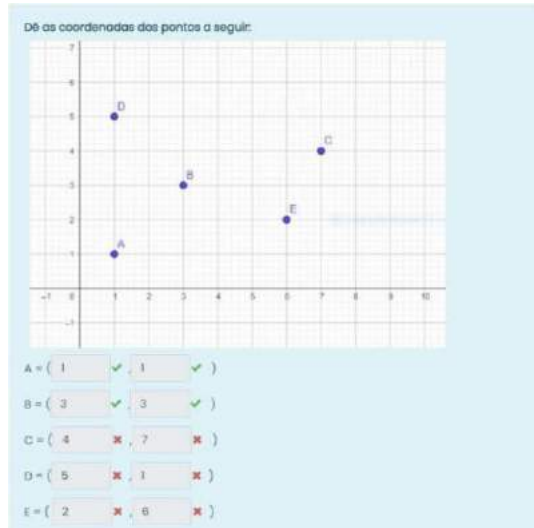 Dê as coordenadas dos pontos a seguir:
7
6
D
5
C
4
B
3
E
2
A
1
-1 0 1 2 3 4 5 6 7 8 9 10
-1
A = ( 1 ✔ , 1 ✔ )
B = ( 3 ✔ , 3 ✔ )
C = ( 4 ✖ , 7 ✖ )
D = ( 5 ✖ , 1 ✖ )
E = ( 2 ✖ , 6 ✖ )